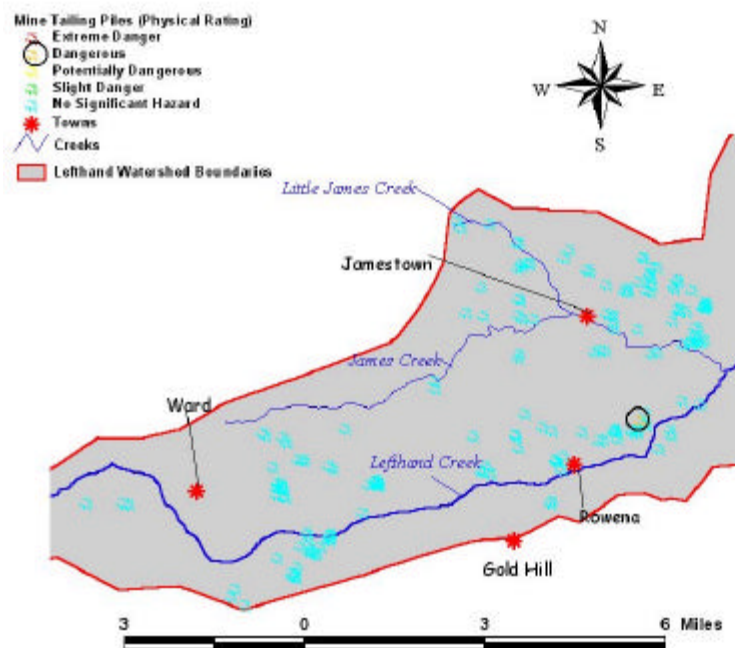 Mine Tailing Piles (Physical Rating)
Extreme Danger
Dangerous
Potentially Dangerous
Slight Danger
No Significant Hazard
Towns
Creeks
Lefthand Watershed Boundaries
N
W E
S
Little James Creek
Jamestown
James Creek
Ward
Lefthand Creek
Rowena
Gold Hill
3 0 3 6 Miles